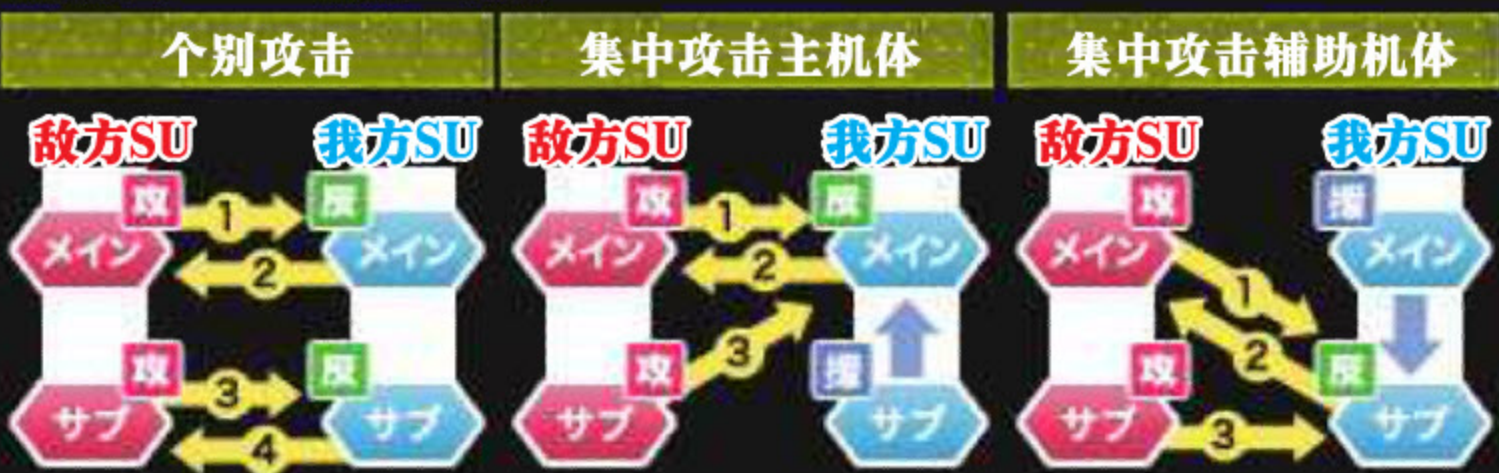 个别攻击
敌方SU 我方SU
攻 1 反
メイン 2 メイン
攻 3 反
サブ 4 サブ
集中攻击主机体
敌方SU 我方SU
攻 1 反
メイン 2 メイン
攻 3 援
サブ サブ
集中攻击辅助机体
敌方SU 我方SU
攻 援
メイン 1 メイン
攻 2 反
サブ 3 サブ